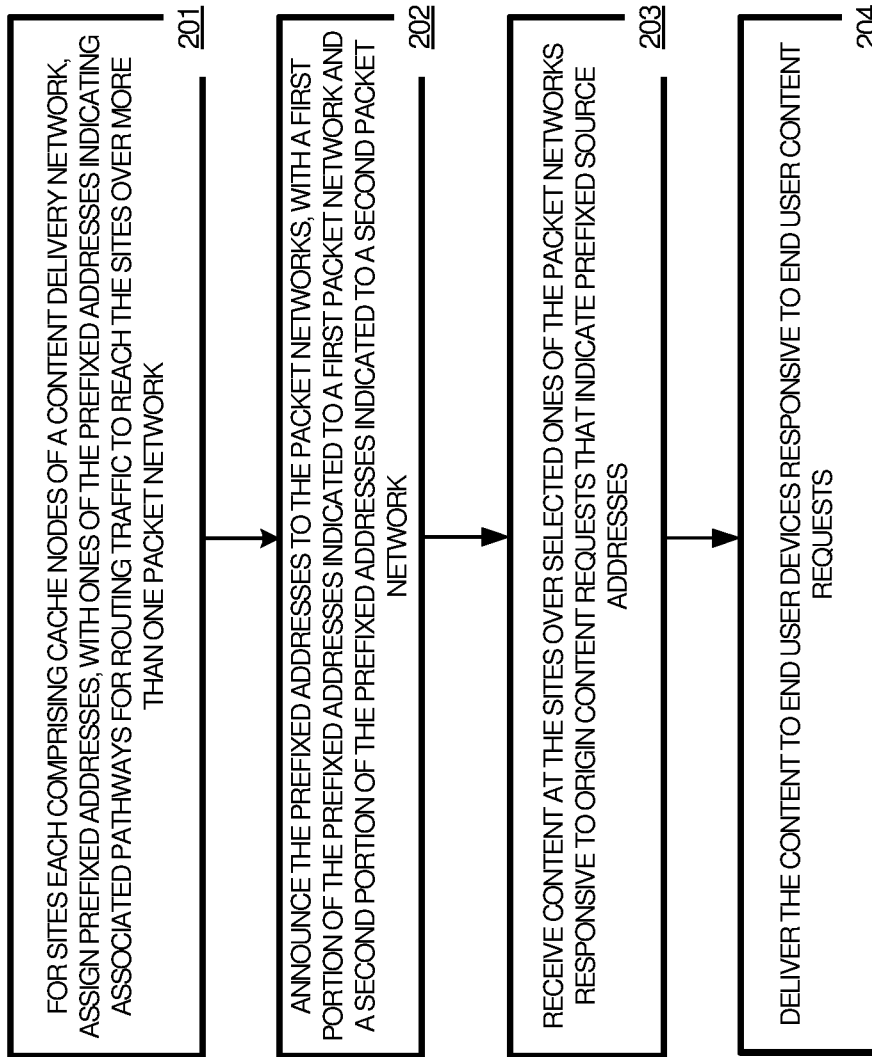 FOR SITES EACH COMPRISING CACHE NODES OF A CONTENT DELIVERY NETWORK,
ASSIGN PREFIXED ADDRESSES, WITH ONES OF THE PREFIXED ADDRESSES INDICATING
ASSOCIATED PATHWAYS FOR ROUTING TRAFFIC TO REACH THE SITES OVER MORE
THAN ONE PACKET NETWORK
201
ANNOUNCE THE PREFIXED ADDRESSES TO THE PACKET NETWORKS, WITH A FIRST
PORTION OF THE PREFIXED ADDRESSES INDICATED TO A FIRST PACKET NETWORK AND
A SECOND PORTION OF THE PREFIXED ADDRESSES INDICATED TO A SECOND PACKET
NETWORK
202
RECEIVE CONTENT AT THE SITES OVER SELECTED ONES OF THE PACKET NETWORKS
RESPONSIVE TO ORIGIN CONTENT REQUESTS THAT INDICATE PREFIXED SOURCE
ADDRESSES
203
DELIVER THE CONTENT TO END USER DEVICES RESPONSIVE TO END USER CONTENT
REQUESTS
204